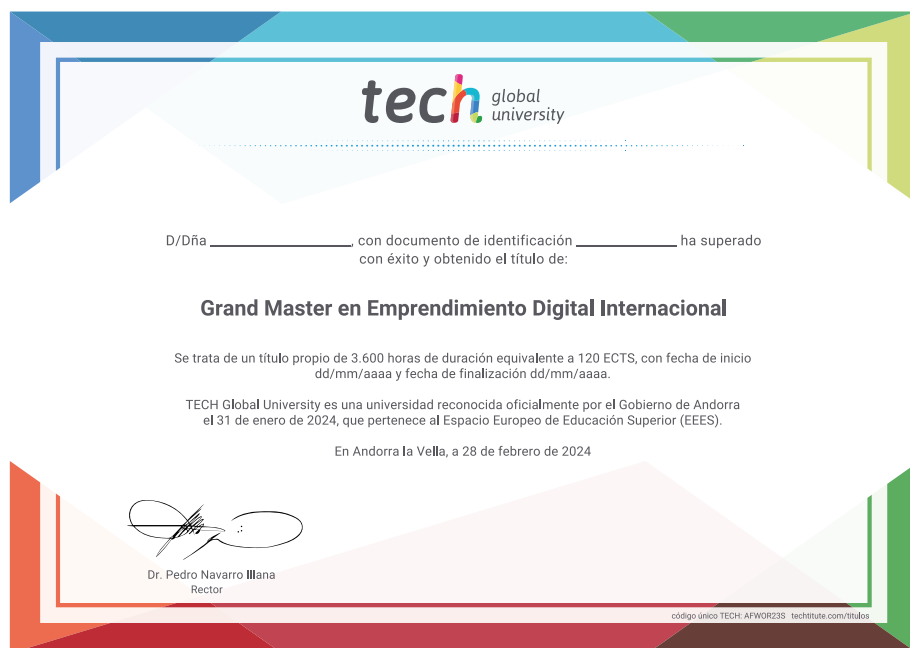 tech global university
D/Dña ____________________, con documento de identificación ______________ ha superado
con éxito y obtenido el título de:
Grand Master en Emprendimiento Digital Internacional
Se trata de un título propio de 3.600 horas de duración equivalente a 120 ECTS, con fecha de inicio
dd/mm/aaaa y fecha de finalización dd/mm/aaaa.
TECH Global University es una universidad reconocida oficialmente por el Gobierno de Andorra
el 31 de enero de 2024, que pertenece al Espacio Europeo de Educación Superior (EEES).
En Andorra la Vella, a 28 de febrero de 2024
Dr. Pedro Navarro Illana
Rector
código único TECH: AFWOR23S techtitute.com/titulos